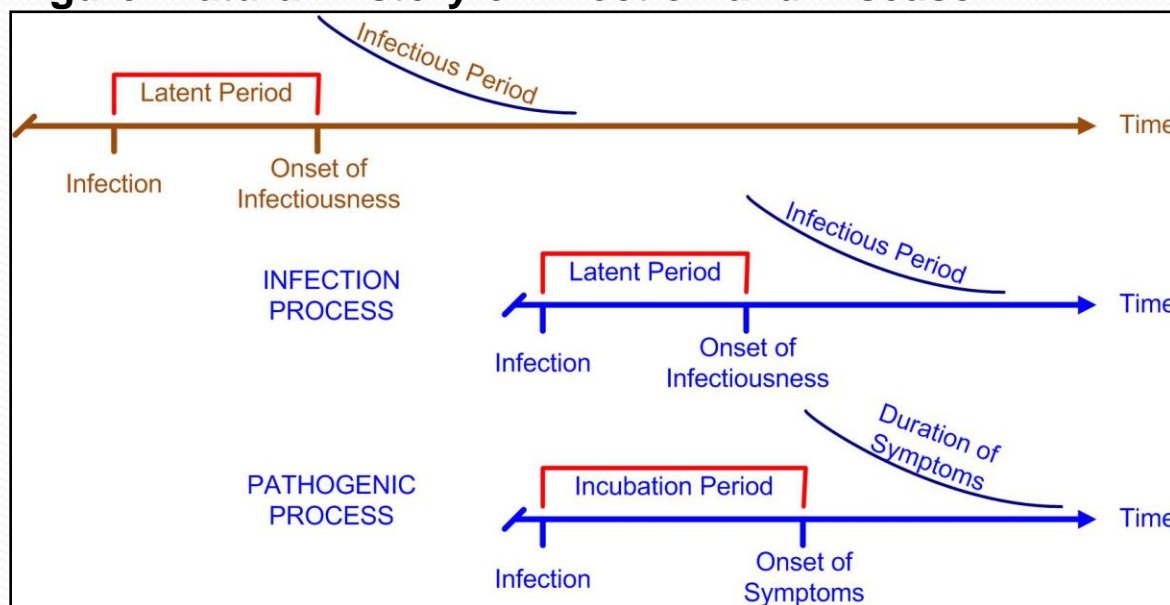 Infectious Period
Latent Period
Time
Infection
Onset of
Infectiousness
Infectious Period
INFECTION
PROCESS
Latent Period
Time
Infection
Onset of
Infectiousness
Duration of
Symptoms
PATHOGENIC
PROCESS
Incubation Period
Time
Infection
Onset of
Symptoms